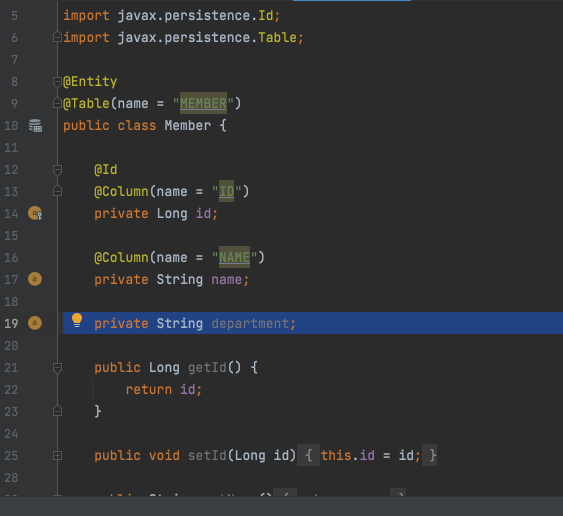 5 import javax.persistence.Id;
6 import javax.persistence.Table;
7
8 @Entity
9 @Table(name = "MEMBER")
10 public class Member {
11
12 @Id
13 @Column(name = "ID")
14 private Long id;
15
16 @Column(name = "NAME")
17 private String name;
18
19 private String department;
20
21 public Long getId() {
22 return id;
23 }
24
25 public void setId(Long id) { this.id = id; }
28